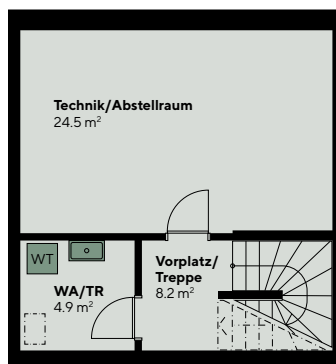 Technik/Abstellraum
24.5 m²
WT
WA/TR
4.9 m²
Vorplatz/
Treppe
8.2 m²